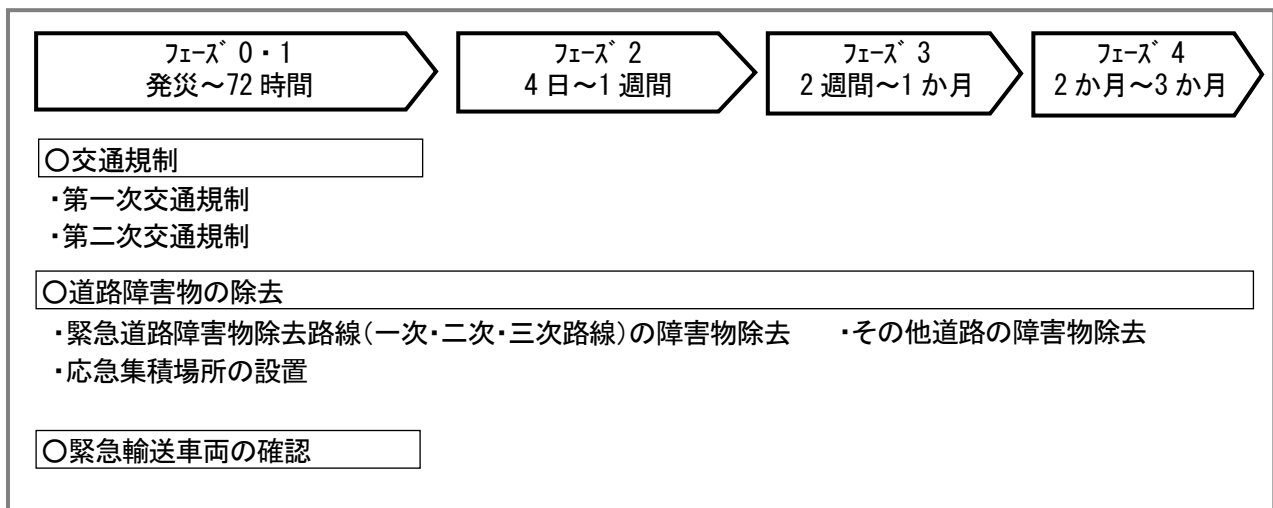 ﾌｪｰｽﾞ 0・1
発災～72 時間
ﾌｪｰｽﾞ 2
4 日～1 週間
ﾌｪｰｽﾞ 3
2 週間～1 か月
ﾌｪｰｽﾞ 4
2 か月～3 か月
○交通規制
・第一次交通規制
・第二次交通規制
○道路障害物の除去
・緊急道路障害物除去路線（一次・二次・三次路線）の障害物除去　・その他道路の障害物除去
・応急集積場所の設置
○緊急輸送車両の確認